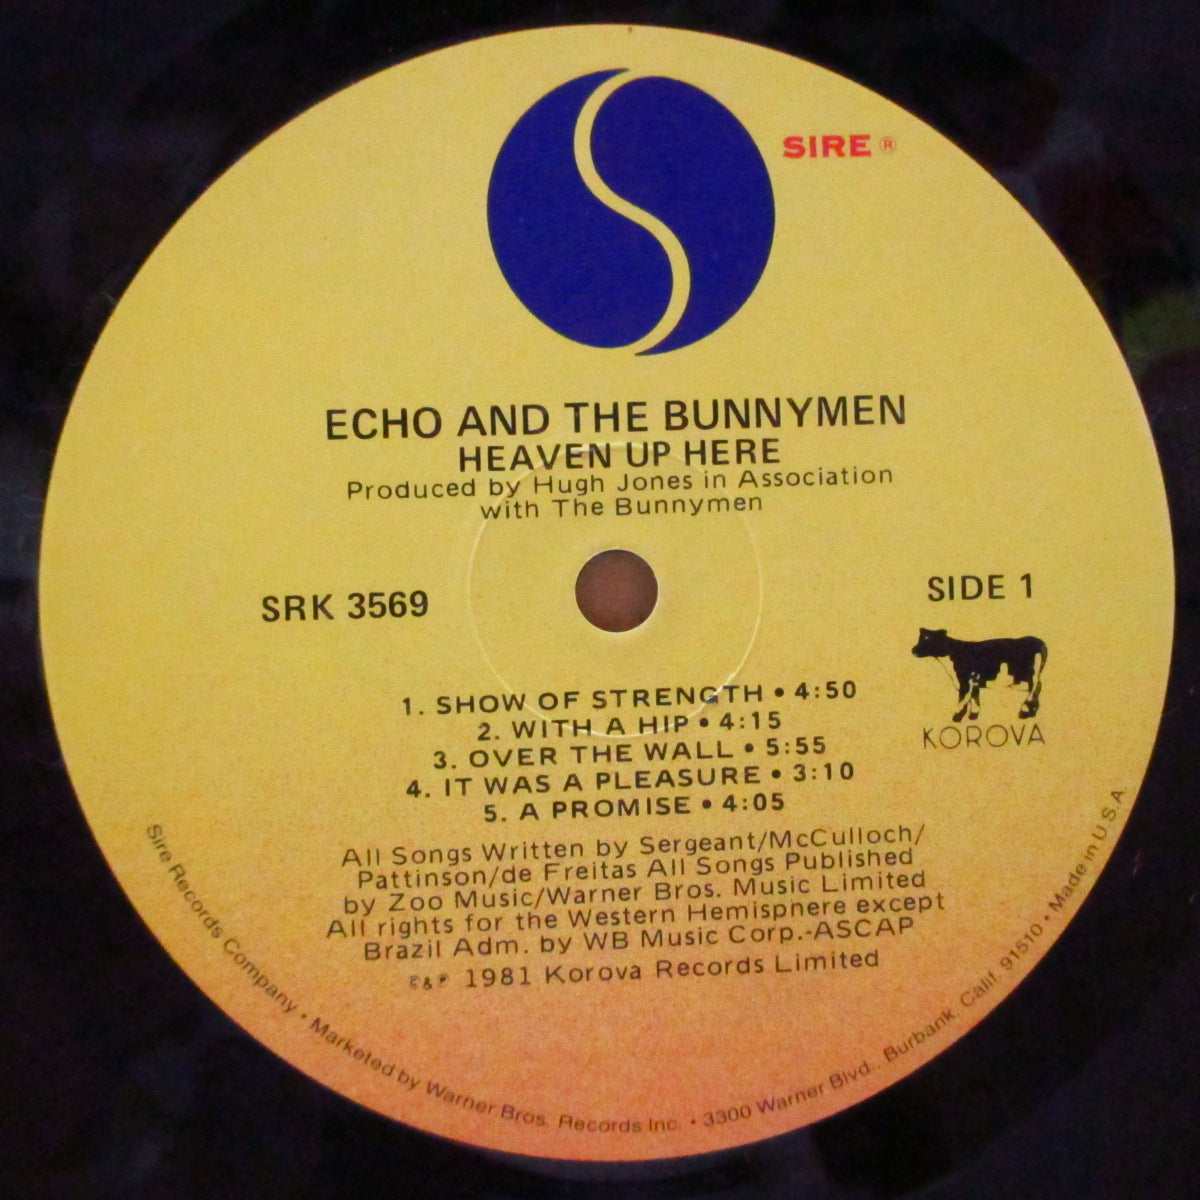 SIRE ®
ECHO AND THE BUNNYMEN
HEAVEN UP HERE
Produced by Hugh Jones in Association
with The Bunnymen
SRK 3569
SIDE 1
KOROVA
1. SHOW OF STRENGTH • 4:50
2. WITH A HIP • 4:15
3. OVER THE WALL • 5:55
4. IT WAS A PLEASURE • 3:10
5. A PROMISE • 4:05
All Songs Written by Sergeant/McCulloch/
Pattinson/de Freitas All Songs Published
by Zoo Music/Warner Bros. Music Limited
All rights for the Western Hemisphere except
Brazil Adm. by WB Music Corp.-ASCAP
©&℗ 1981 Korova Records Limited
Sire Records Company • Marketed by Warner Bros. Records Inc. • 3300 Warner Blvd., Burbank, Calif. 91510 • Made in U.S.A